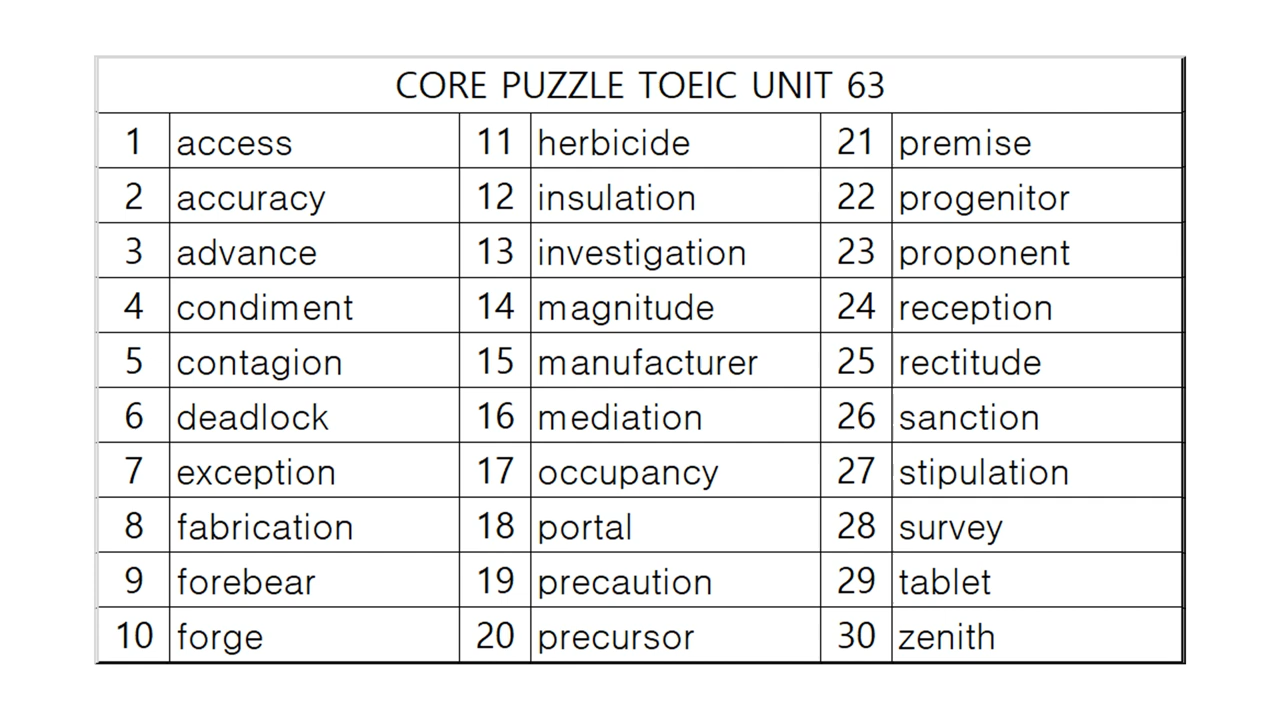 CORE PUZZLE TOEIC UNIT 63
1 access 11 herbicide 21 premise
2 accuracy 12 insulation 22 progenitor
3 advance 13 investigation 23 proponent
4 condiment 14 magnitude 24 reception
5 contagion 15 manufacturer 25 rectitude
6 deadlock 16 mediation 26 sanction
7 exception 17 occupancy 27 stipulation
8 fabrication 18 portal 28 survey
9 forebear 19 precaution 29 tablet
10 forge 20 precursor 30 zenith